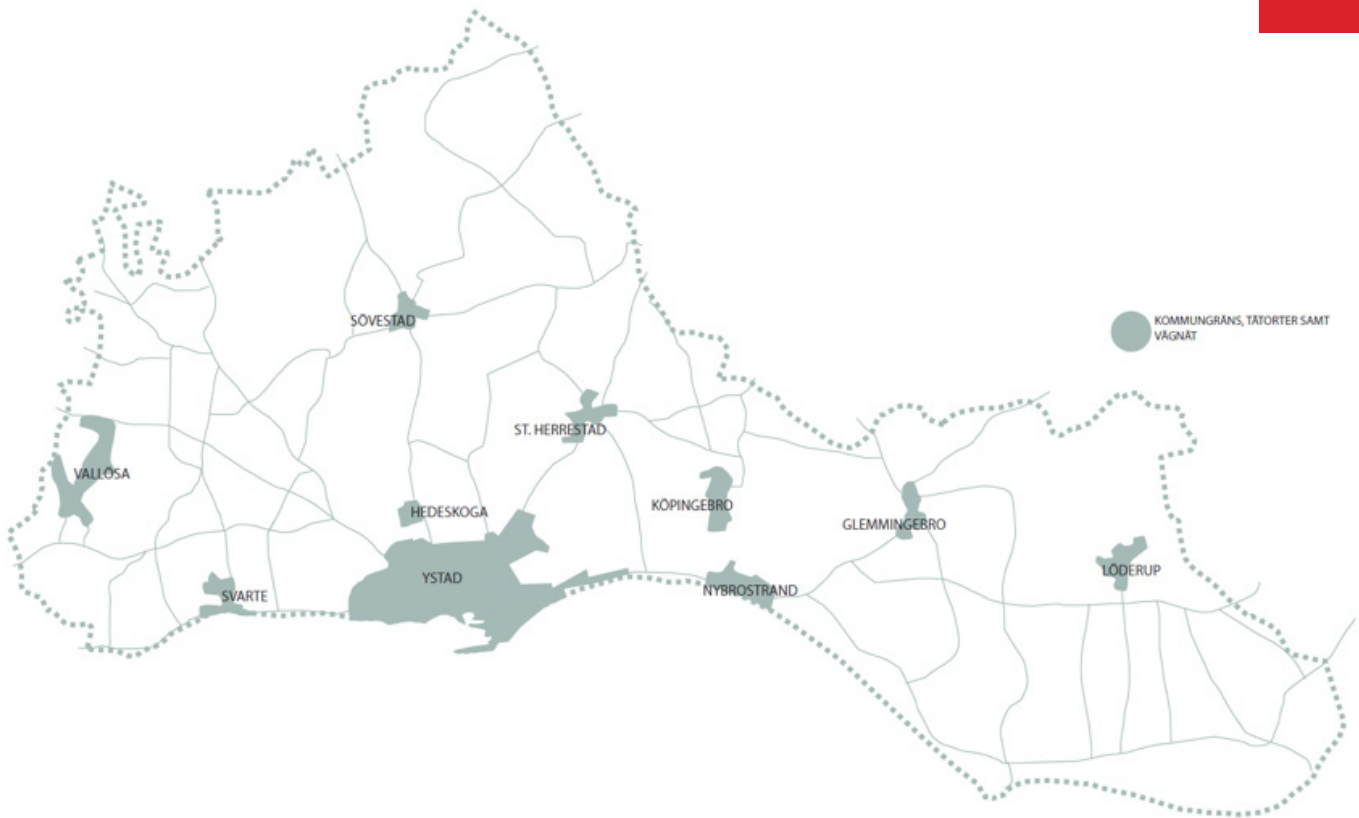 SÖVESTAD
KOMMUNGRÄNS, TÄTORTER SAMT
VÄGNÄT
ST. HERRESTAD
VALLÖSA
HEDESKOGA
KÖPINGEBRO
GLEMMINGEBRO
YSTAD
LÖDERUP
SVARTE
NYBROSTRAND